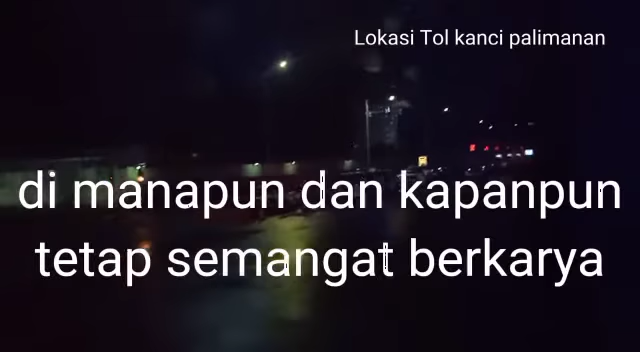 Lokasi Tol kanci palimanan
di manapun dan kapanpun
tetap semangat berkarya